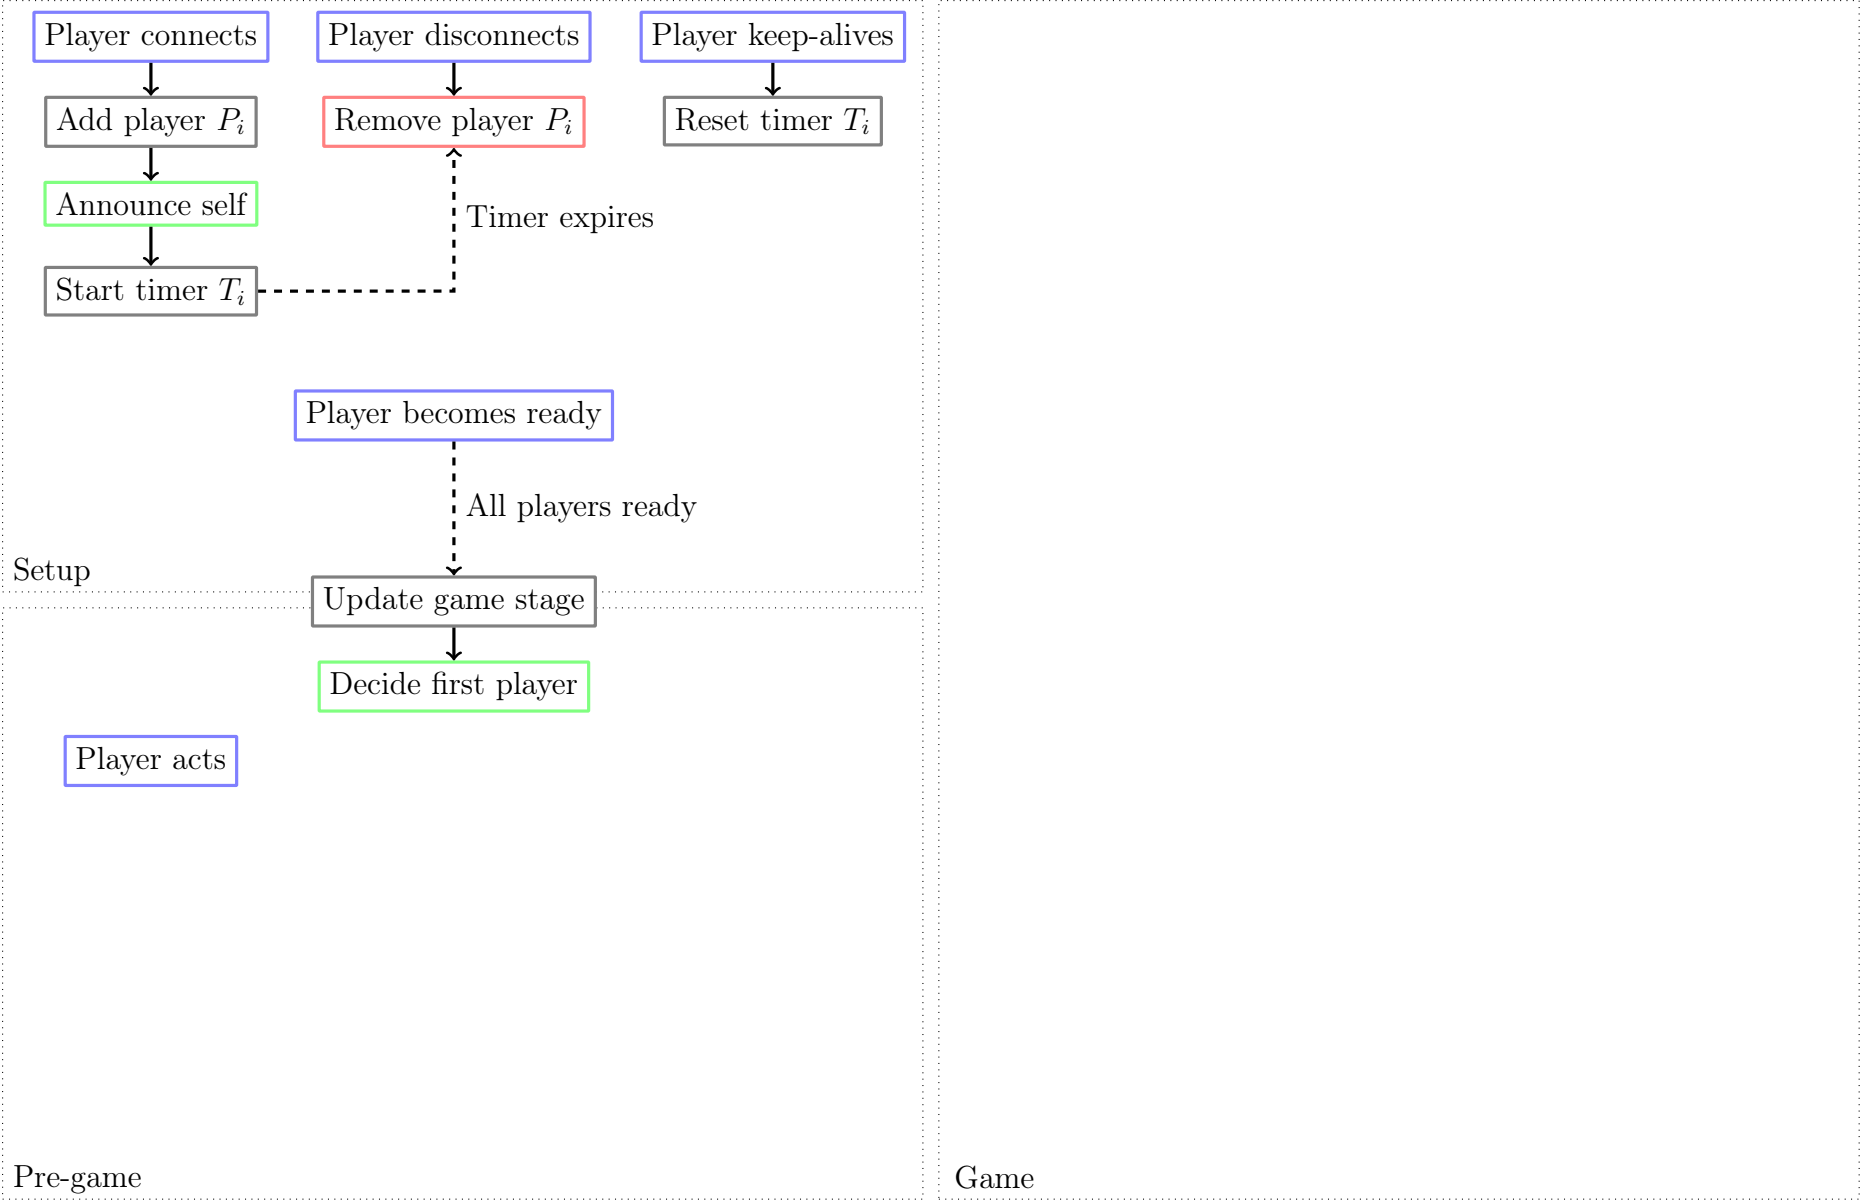 Player connects
Player disconnects
Player keep-alives
Add player $P_i$
Remove player $P_i$
Reset timer $T_i$
Announce self
Timer expires
Start timer $T_i$
Player becomes ready
All players ready
Setup
Update game stage
Decide first player
Player acts
Pre-game
Game